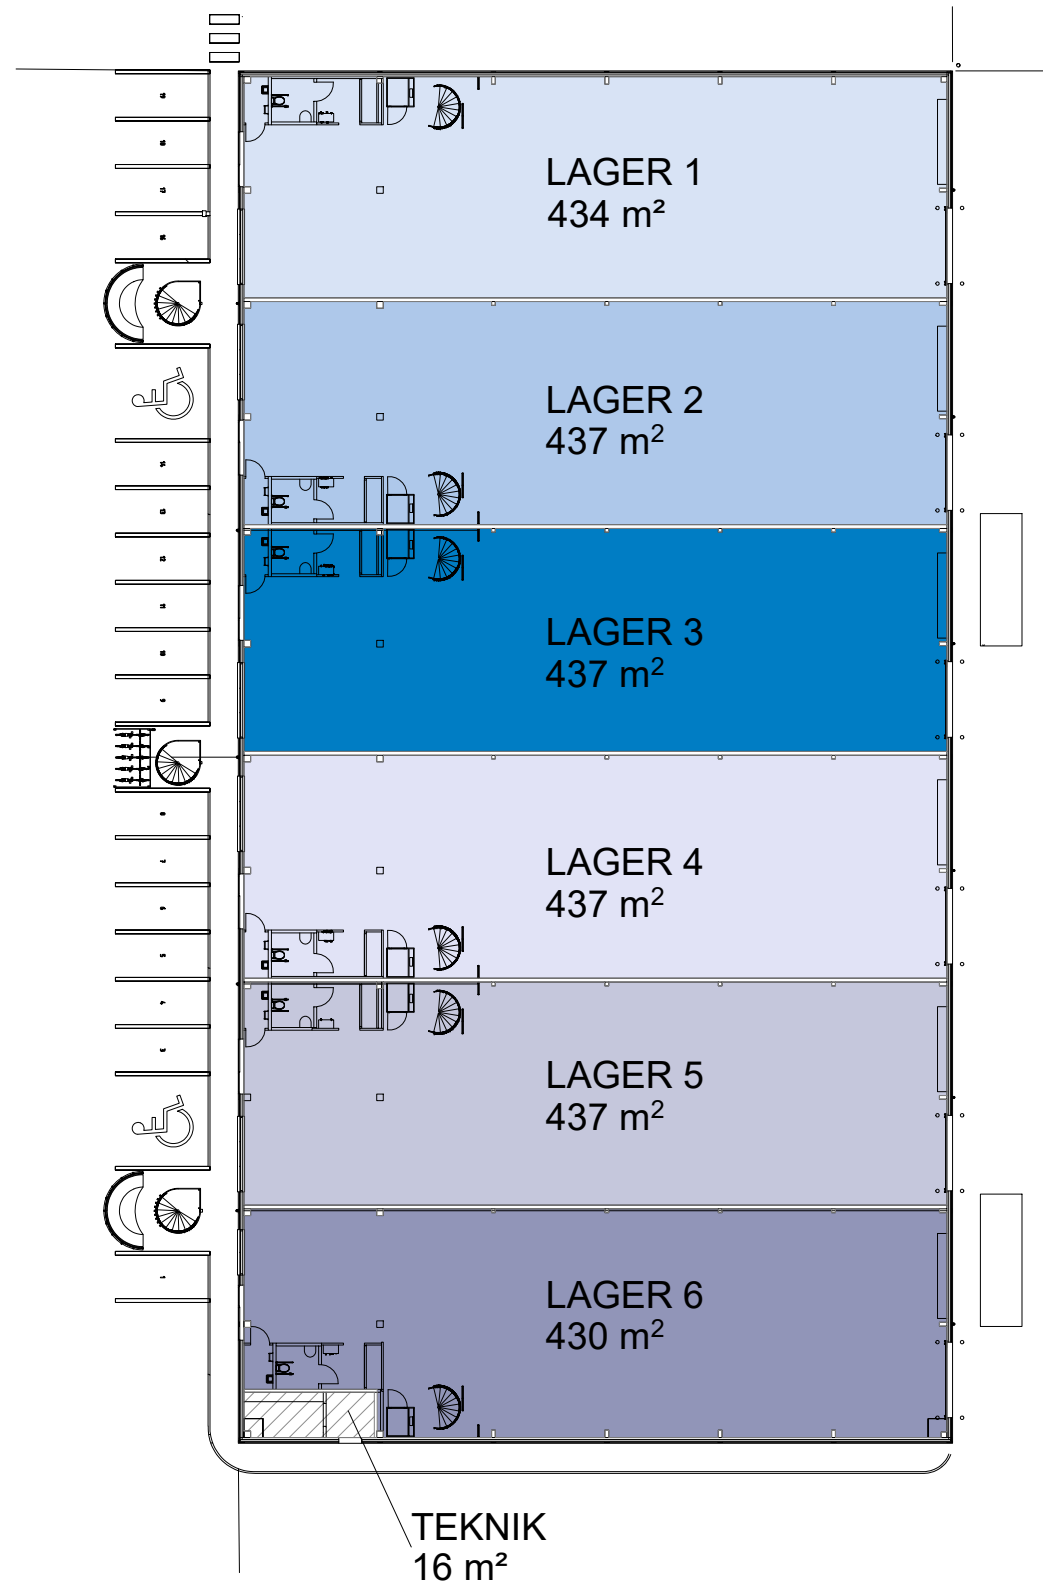 LAGER 1
434 m²
LAGER 2
437 m²
LAGER 3
437 m²
LAGER 4
437 m²
LAGER 5
437 m²
LAGER 6
430 m²
TEKNIK
16 m²